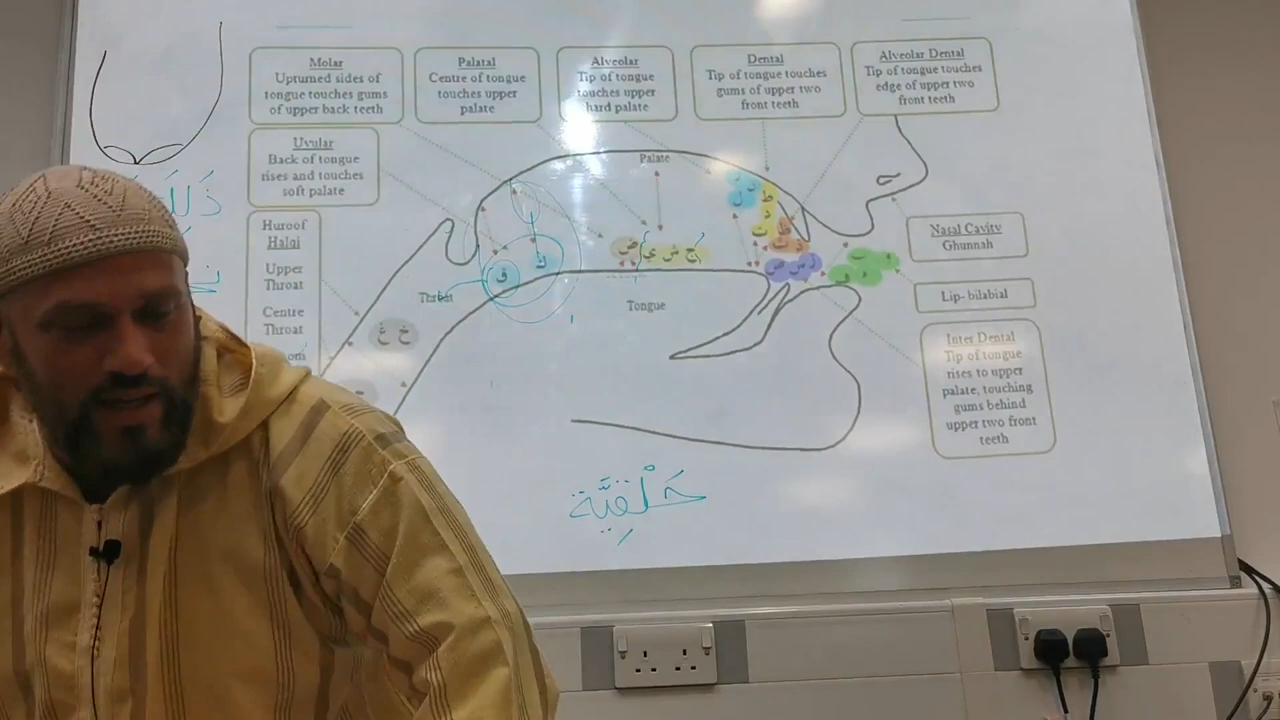 Molar
Upturned sides of
tongue touches gums
of upper back teeth
Palatal
Centre of tongue
touches upper
palate
Alveolar
Tip of tongue
touches upper
hard palate
Dental
Tip of tongue touches
gums of upper two
front teeth
Alveolar Dental
Tip of tongue touches
edge of upper two
front teeth
Uvular
Back of tongue
rises and touches
soft palate
Palate
ذَلَ
Huroof
Halqi
Upper
Throat
Centre
Throat
Throat
Tongue
ق
ك
ض
ج ش ي
ل
ط
د
ت
ز س ص
و
خ غ
Nasal Cavity
Ghunnah
Lip- bilabial
Inter Dental
Tip of tongue
rises to upper
palate, touching
gums behind
upper two front
teeth
حَلْقِيَّة